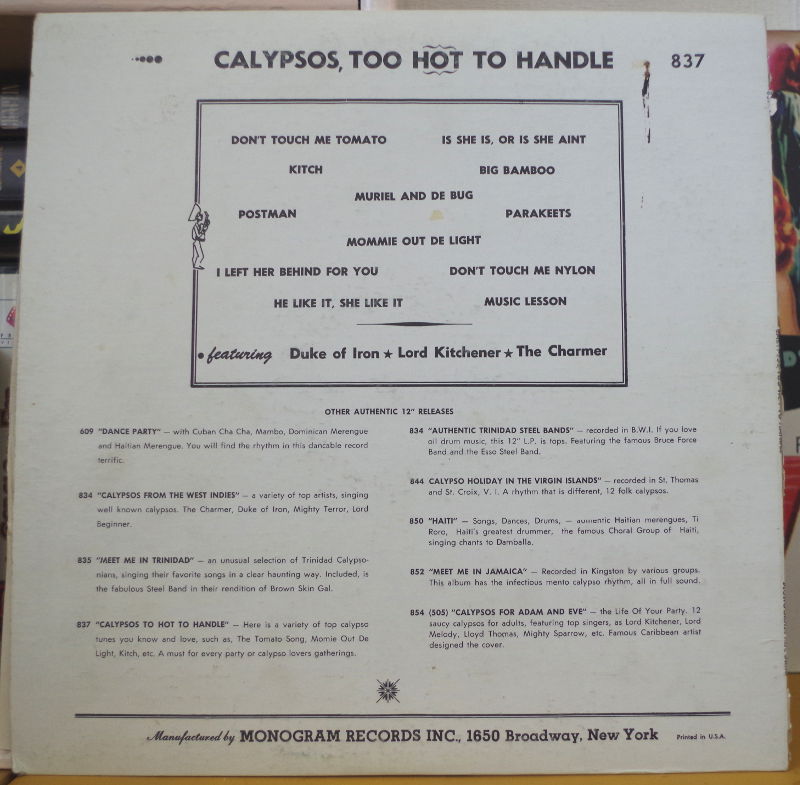 CALYPSOS, TOO HOT TO HANDLE 837
DON'T TOUCH ME TOMATO IS SHE IS, OR IS SHE AINT
KITCH BIG BAMBOO
MURIEL AND DE BUG
POSTMAN PARAKEETS
MOMMIE OUT DE LIGHT
I LEFT HER BEHIND FOR YOU DON'T TOUCH ME NYLON
HE LIKE IT, SHE LIKE IT MUSIC LESSON
• featuring Duke of Iron ★ Lord Kitchener ★ The Charmer
OTHER AUTHENTIC 12" RELEASES
609 "DANCE PARTY" — with Cuban Cha Cha, Mambo, Dominican Merengue
and Haitian Merengue. You will find the rhythm in this dancable record
terrific.
834 "CALYPSOS FROM THE WEST INDIES" — a variety of top artists, singing
well known calypsos. The Charmer, Duke of Iron, Mighty Terror, Lord
Beginner.
835 "MEET ME IN TRINIDAD" — an unusual selection of Trinidad Calypso-
nians, singing their favorite songs in a clear haunting way. Included, is
the fabulous Steel Band in their rendition of Brown Skin Gal.
837 "CALYPSOS TO HOT TO HANDLE" — Here is a variety of top calypso
tunes you know and love, such as, The Tomato Song, Momie Out De
Light, Kitch, etc. A must for every party or calypso lovers gatherings.
834 "AUTHENTIC TRINIDAD STEEL BANDS" — recorded in B.W.I. If you love
oil drum music, this 12" L.P. is tops. Featuring the famous Bruce Force
Band and the Esso Steel Band.
844 CALYPSO HOLIDAY IN THE VIRGIN ISLANDS" — recorded in St. Thomas
and St. Croix, V. I. A rhythm that is different, 12 folk calypsos.
850 "HAITI" — Songs, Dances, Drums, — authentic Haitian merengues, Ti
Roro, Haiti's greatest drummer, the famous Choral Group of Haiti,
singing chants to Damballa.
852 "MEET ME IN JAMAICA" — Recorded in Kingston by various groups.
This album has the infectious mento calypso rhythm, all in full sound.
854 (505) "CALYPSOS FOR ADAM AND EVE" — the Life Of Your Party. 12
saucy calypsos for adults, featuring top singers, as Lord Kitchener, Lord
Melody, Lloyd Thomas, Mighty Sparrow, etc. Famous Caribbean artist
designed the cover.
Manufactured by MONOGRAM RECORDS INC., 1650 Broadway, New York Printed in U.S.A.